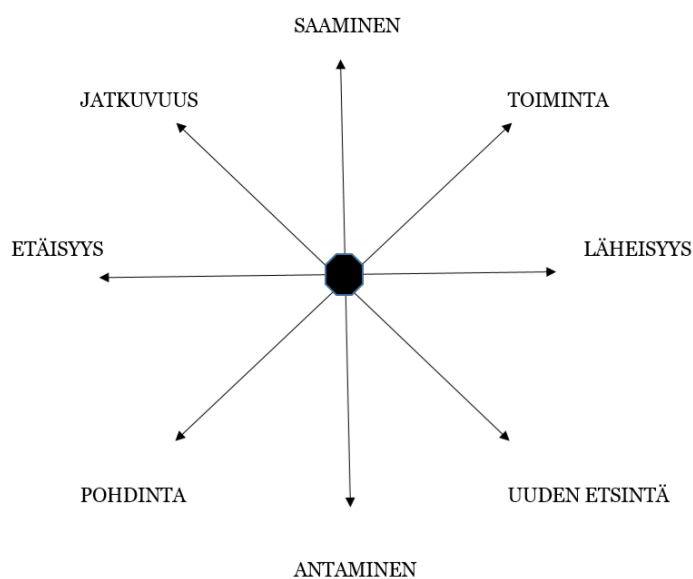 SAAMINEN
JATKUVUUS
TOIMINTA
ETÄISYYS
LÄHEISYYS
POHDINTA
UUDEN ETSINTÄ
ANTAMINEN